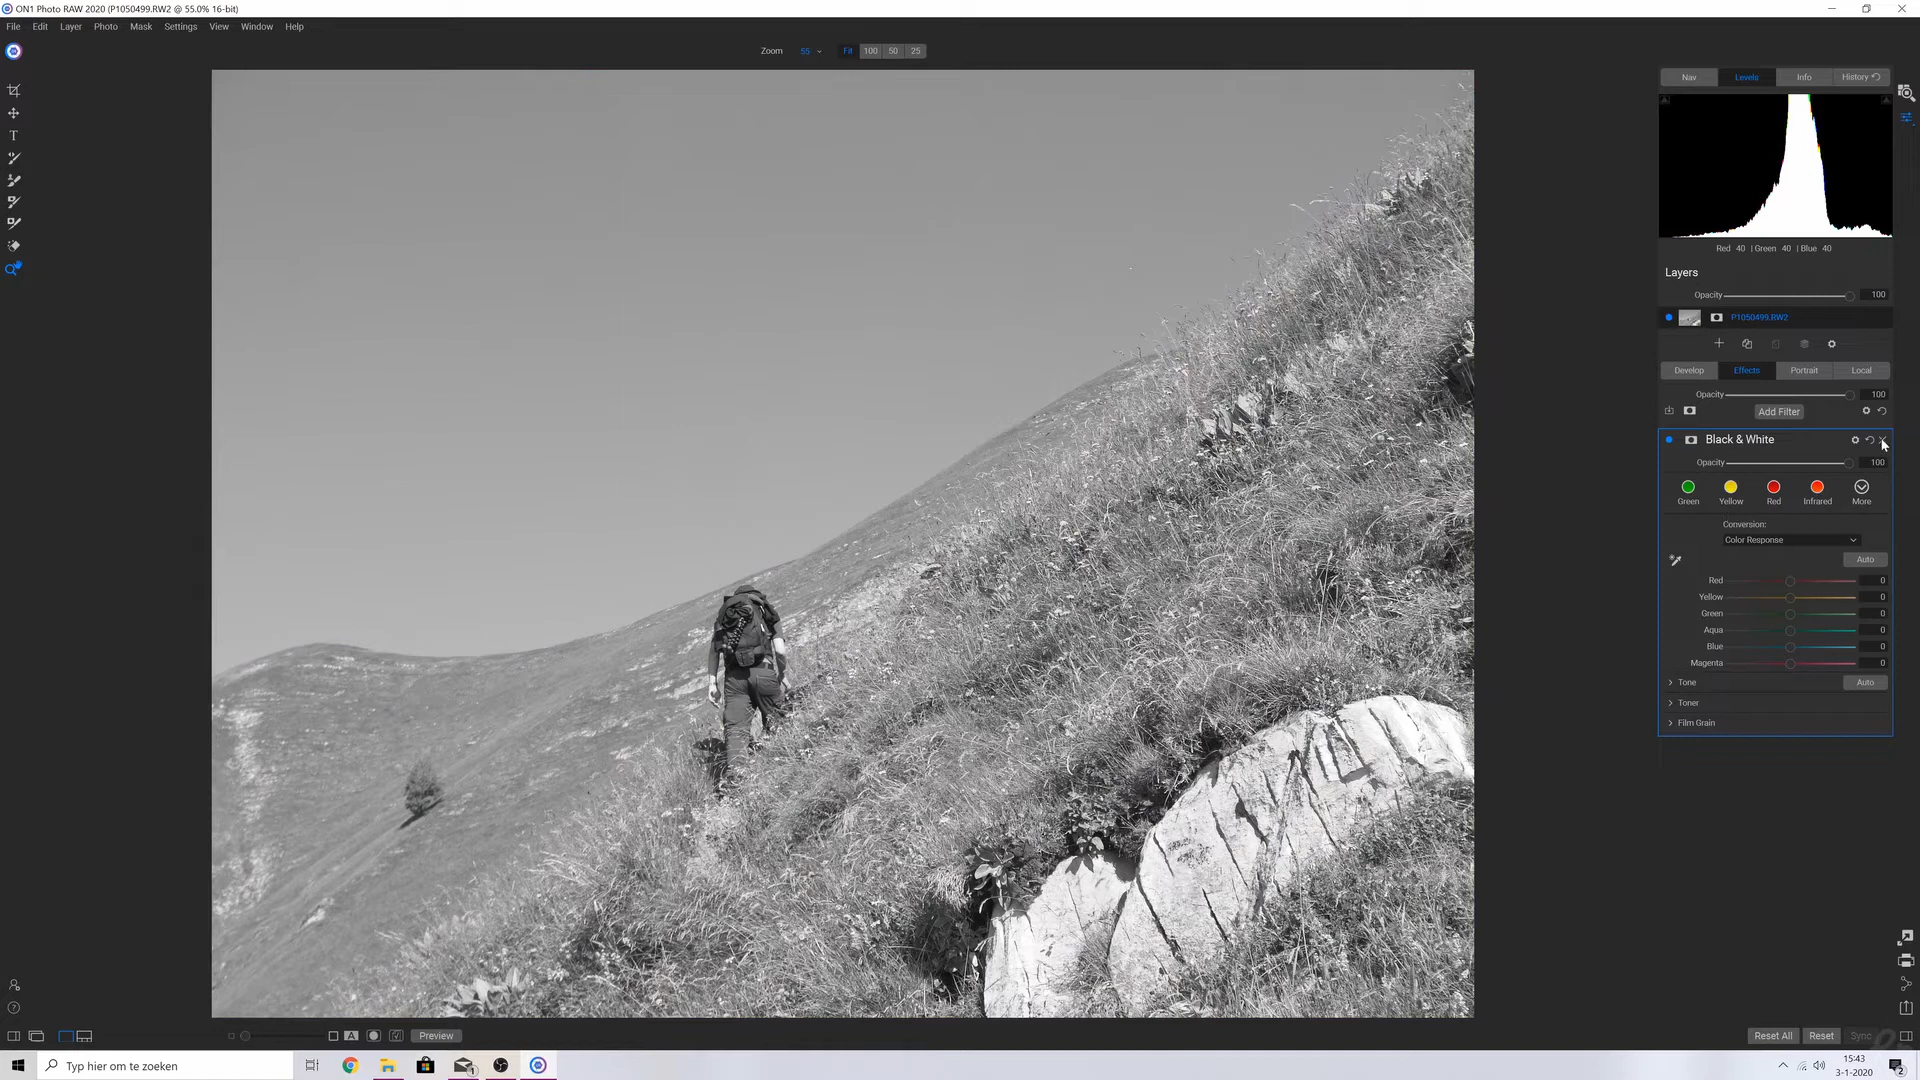 ON1 Photo RAW 2020 (P1050499.RW2 @ 55.0% 16-bit)
File Edit Layer Photo Mask Settings View Window Help
Zoom 55 Fit 100 50 25
Nav Levels Info History
Red 40 | Green 40 | Blue 40
Layers
Opacity 100
P1050499.RW2
Develop Effects Portrait Local
Opacity 100
Add Filter
Black & White
Opacity 100
Green Yellow Red Infrared More
Conversion:
Color Response
Auto
Red 0
Yellow 0
Green 0
Aqua 0
Blue 0
Magenta 0
Tone Auto
Toner
Film Grain
A Preview Reset All Reset Sync
Typ hier om te zoeken
1
15:43
3-1-2020
2